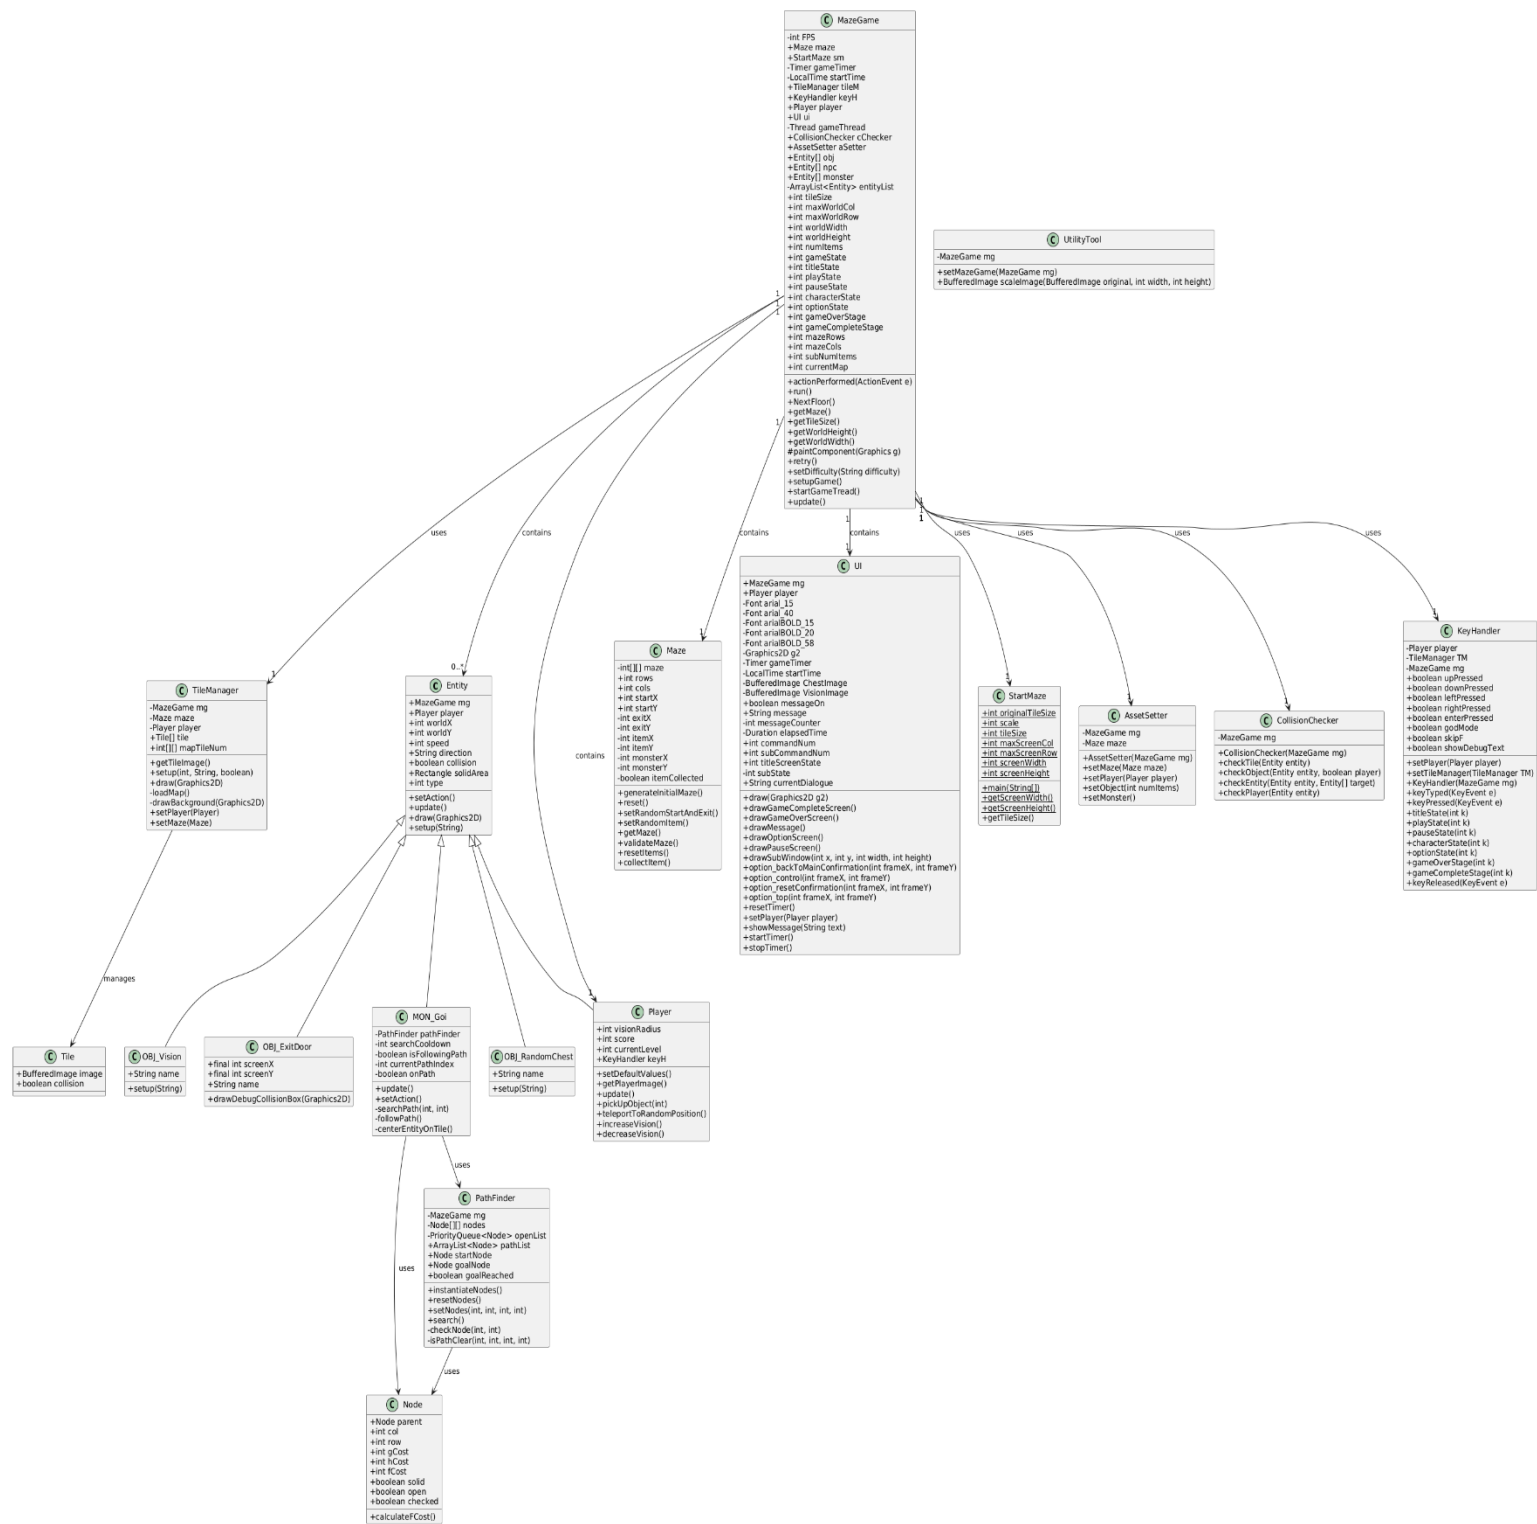 C MazeGame
-int FPS
+Maze maze
+StartMaze sm
-Timer gameTimer
-LocalTime startTime
+TileManager tileM
+KeyHandler keyH
+Player player
+UI ui
-Thread gameThread
+CollisionChecker cChecker
+AssetSetter aSetter
+Entity[] obj
+Entity[] npc
+Entity[] monster
-ArrayList<Entity> entityList
+int tileSize
+int maxWorldCol
+int maxWorldRow
+int worldWidth
+int worldHeight
+int numItems
+int gameState
+int titleState
+int playState
+int pauseState
+int characterState
+int optionState
+int gameOverStage
+int gameCompleteStage
+int mazeRows
+int mazeCols
+int subNumItems
+int currentMap
+actionPerformed(ActionEvent e)
+run()
+NextFloor()
+getMaze()
+getTileSize()
+getWorldHeight()
+getWorldWidth()
#paintComponent(Graphics g)
+retry()
+setDifficulty(String difficulty)
+setupGame()
+startGameTread()
+update()
C UtilityTool
-MazeGame mg
+setMazeGame(MazeGame mg)
+BufferedImage scaleImage(BufferedImage original, int width, int height)
1
1
1
1
1
1
1
1
uses
contains
contains
contains
contains
uses
uses
uses
uses
1
0..*
1
1
1
1
1
1
1
C TileManager
-MazeGame mg
-Maze maze
-Player player
+Tile[] tile
+int[][] mapTileNum
+getTileImage()
+setup(int, String, boolean)
+draw(Graphics2D)
-loadMap()
-drawBackground(Graphics2D)
+setPlayer(Player)
+setMaze(Maze)
C Entity
+MazeGame mg
+Player player
+int worldX
+int worldY
+int speed
+String direction
+boolean collision
+Rectangle solidArea
+int type
+setAction()
+update()
+draw(Graphics2D)
+setup(String)
C Maze
-int[][] maze
+int rows
+int cols
+int startX
+int startY
-int exitX
-int exitY
-int itemX
-int itemY
-int monsterX
-int monsterY
-boolean itemCollected
+generateInitialMaze()
+reset()
+setRandomStartAndExit()
+setRandomItem()
+getMaze()
+validateMaze()
+resetItems()
+collectItem()
C UI
+MazeGame mg
+Player player
-Font arial_15
-Font arial_40
-Font arialBOLD_15
-Font arialBOLD_20
-Font arialBOLD_58
-Graphics2D g2
-Timer gameTimer
-LocalTime startTime
-BufferedImage ChestImage
-BufferedImage VisionImage
+boolean messageOn
+String message
-int messageCounter
-Duration elapsedTime
+int commandNum
+int subCommandNum
+int titleScreenState
-int subState
+String currentDialogue
+draw(Graphics2D g2)
+drawGameCompleteScreen()
+drawGameOverScreen()
+drawMessage()
+drawOptionScreen()
+drawPauseScreen()
+drawSubWindow(int x, int y, int width, int height)
+option_backToMainConfirmation(int frameX, int frameY)
+option_control(int frameX, int frameY)
+option_resetConfirmation(int frameX, int frameY)
+option_top(int frameX, int frameY)
+resetTimer()
+setPlayer(Player player)
+showMessage(String text)
+startTimer()
+stopTimer()
C StartMaze
+int originalTileSize
+int scale
+int tileSize
+int maxScreenCol
+int maxScreenRow
+int screenWidth
+int screenHeight
+main(String[])
+getScreenWidth()
+getScreenHeight()
+getTileSize()
C AssetSetter
-MazeGame mg
-Maze maze
+AssetSetter(MazeGame mg)
+setMaze(Maze maze)
+setPlayer(Player player)
+setObject(int numItems)
+setMonster()
C CollisionChecker
-MazeGame mg
+CollisionChecker(MazeGame mg)
+checkTile(Entity entity)
+checkObject(Entity entity, boolean player)
+checkEntity(Entity entity, Entity[] target)
+checkPlayer(Entity entity)
C KeyHandler
-Player player
-TileManager TM
-MazeGame mg
+boolean upPressed
+boolean downPressed
+boolean leftPressed
+boolean rightPressed
+boolean enterPressed
+boolean godMode
+boolean skipF
+boolean showDebugText
+setPlayer(Player player)
+setTileManager(TileManager TM)
+KeyHandler(MazeGame mg)
+keyTyped(KeyEvent e)
+keyPressed(KeyEvent e)
+titleState(int k)
+playState(int k)
+pauseState(int k)
+characterState(int k)
+optionState(int k)
+gameOverStage(int k)
+gameCompleteStage(int k)
+keyReleased(KeyEvent e)
manages
C Tile
+BufferedImage image
+boolean collision
C OBJ_Vision
+String name
+setup(String)
C OBJ_ExitDoor
+final int screenX
+final int screenY
+String name
+drawDebugCollisionBox(Graphics2D)
C MON_Goi
-PathFinder pathFinder
-int searchCooldown
-boolean isFollowingPath
-int currentPathIndex
-boolean onPath
+update()
+setAction()
-searchPath(int, int)
-followPath()
-centerEntityOnTile()
C OBJ_RandomChest
+String name
+setup(String)
C Player
+int visionRadius
+int score
+int currentLevel
+KeyHandler keyH
+setDefaultValues()
+getPlayerImage()
+update()
+pickUpObject(int)
+teleportToRandomPosition()
+increaseVision()
+decreaseVision()
uses
uses
C PathFinder
-MazeGame mg
-Node[][] nodes
-PriorityQueue<Node> openList
+ArrayList<Node> pathList
+Node startNode
+Node goalNode
+boolean goalReached
+instantiateNodes()
+resetNodes()
+setNodes(int, int, int, int)
+search()
-checkNode(int, int)
-isPathClear(int, int, int, int)
uses
C Node
+Node parent
+int col
+int row
+int gCost
+int hCost
+int fCost
+boolean solid
+boolean open
+boolean checked
+calculateFCost()